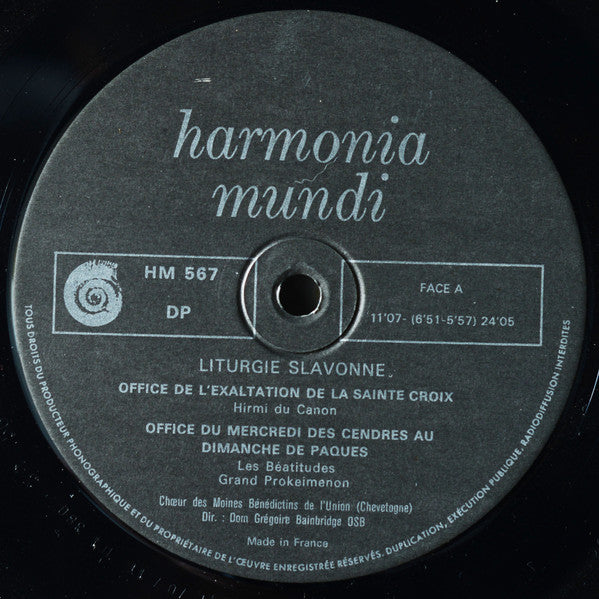 harmonia
mundi
HM 567
DP
FACE A
11'07- (6'51-5'57) 24'05
LITURGIE SLAVONNE
OFFICE DE L'EXALTATION DE LA SAINTE CROIX
Hirmi du Canon
OFFICE DU MERCREDI DES CENDRES AU
DIMANCHE DE PAQUES
Les Béatitudes
Grand Prokeimenon
Chœur des Moines Bénédictins de l'Union (Chevetogne)
Dir. : Dom Grégoire Bainbridge OSB
Made in France
TOUS DROITS DU PRODUCTEUR PHONOGRAPHIQUE ET DU PROPRIÉTAIRE DE L'ŒUVRE ENREGISTRÉE RÉSERVÉS. DUPLICATION, EXÉCUTION PUBLIQUE, RADIODIFFUSION INTERDITES